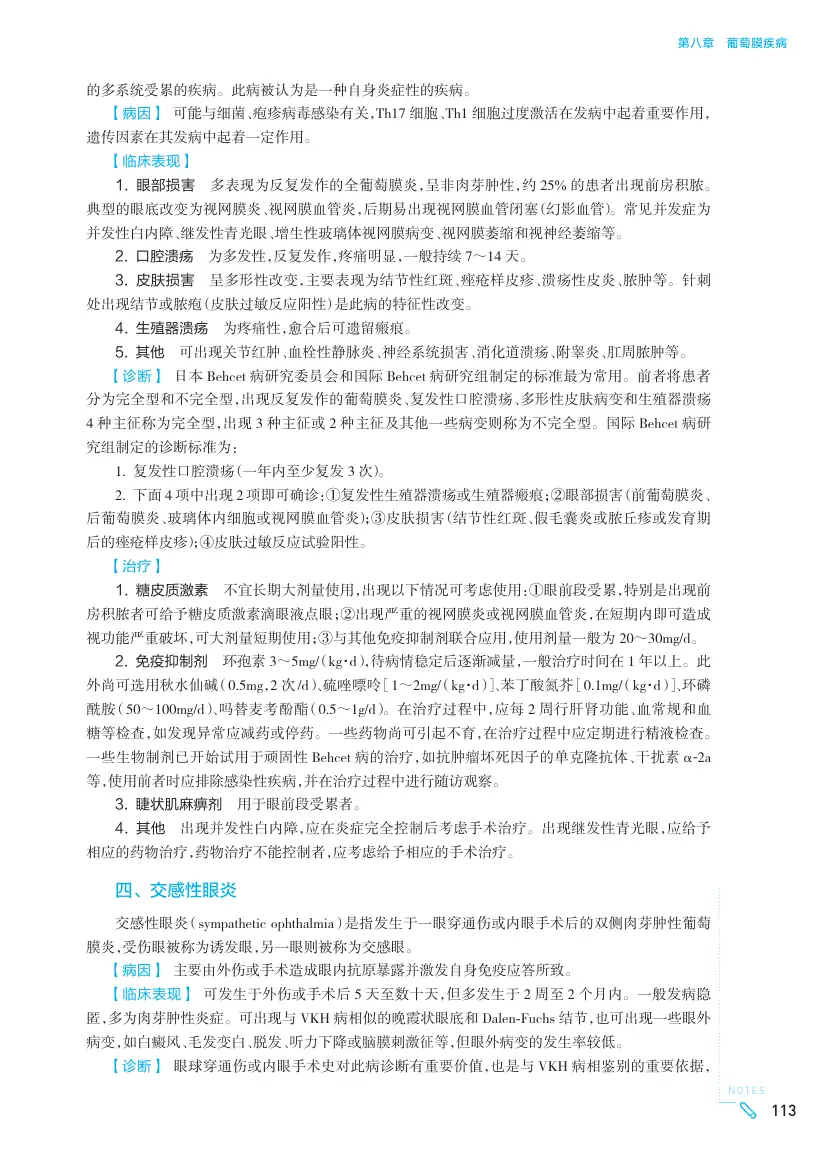 第八章 葡萄膜疾病
的多系统受累的疾病。此病被认为是一种自身炎症性的疾病。
【病因】 可能与细菌、疱疹病毒感染有关,Th17 细胞、Th1 细胞过度激活在发病中起着重要作用,
遗传因素在其发病中起着一定作用。
【临床表现】
1. 眼部损害 多表现为反复发作的全葡萄膜炎,呈非肉芽肿性,约 25% 的患者出现前房积脓。
典型的眼底改变为视网膜炎、视网膜血管炎,后期易出现视网膜血管闭塞(幻影血管)。常见并发症为
并发性白内障、继发性青光眼、增生性玻璃体视网膜病变、视网膜萎缩和视神经萎缩等。
2. 口腔溃疡 为多发性,反复发作,疼痛明显,一般持续 7～14 天。
3. 皮肤损害 呈多形性改变,主要表现为结节性红斑、痤疮样皮疹、溃疡性皮炎、脓肿等。针刺
处出现结节或脓疱(皮肤过敏反应阳性)是此病的特征性改变。
4. 生殖器溃疡 为疼痛性,愈合后可遗留瘢痕。
5. 其他 可出现关节红肿、血栓性静脉炎、神经系统损害、消化道溃疡、附睾炎、肛周脓肿等。
【诊断】 日本 Behcet 病研究委员会和国际 Behcet 病研究组制定的标准最为常用。前者将患者
分为完全型和不完全型,出现反复发作的葡萄膜炎、复发性口腔溃疡、多形性皮肤病变和生殖器溃疡
4 种主征称为完全型,出现 3 种主征或 2 种主征及其他一些病变则称为不完全型。国际 Behcet 病研
究组制定的诊断标准为:
1. 复发性口腔溃疡(一年内至少复发 3 次)。
2. 下面 4 项中出现 2 项即可确诊:①复发性生殖器溃疡或生殖器瘢痕;②眼部损害(前葡萄膜炎、
后葡萄膜炎、玻璃体内细胞或视网膜血管炎);③皮肤损害(结节性红斑、假毛囊炎或脓丘疹或发育期
后的痤疮样皮疹);④皮肤过敏反应试验阳性。
【治疗】
1. 糖皮质激素 不宜长期大剂量使用,出现以下情况可考虑使用:①眼前段受累,特别是出现前
房积脓者可给予糖皮质激素滴眼液点眼;②出现严重的视网膜炎或视网膜血管炎,在短期内即可造成
视功能严重破坏,可大剂量短期使用;③与其他免疫抑制剂联合应用,使用剂量一般为 20～30mg/d。
2. 免疫抑制剂 环孢素 3～5mg/(kg·d),待病情稳定后逐渐减量,一般治疗时间在 1 年以上。此
外尚可选用秋水仙碱(0.5mg,2 次/d)、硫唑嘌呤[1～2mg/(kg·d)]、苯丁酸氮芥[0.1mg/(kg·d)]、环磷
酰胺(50～100mg/d)、吗替麦考酚酯(0.5～1g/d)。在治疗过程中,应每 2 周行肝肾功能、血常规和血
糖等检查,如发现异常应减药或停药。一些药物尚可引起不育,在治疗过程中应定期进行精液检查。
一些生物制剂已开始试用于顽固性 Behcet 病的治疗,如抗肿瘤坏死因子的单克隆抗体、干扰素 α-2a
等,使用前者时应排除感染性疾病,并在治疗过程中进行随访观察。
3. 睫状肌麻痹剂 用于眼前段受累者。
4. 其他 出现并发性白内障,应在炎症完全控制后考虑手术治疗。出现继发性青光眼,应给予
相应的药物治疗,药物治疗不能控制者,应考虑给予相应的手术治疗。
四、交感性眼炎
交感性眼炎(sympathetic ophthalmia)是指发生于一眼穿通伤或内眼手术后的双侧肉芽肿性葡萄
膜炎,受伤眼被称为诱发眼,另一眼则被称为交感眼。
【病因】 主要由外伤或手术造成眼内抗原暴露并激发自身免疫应答所致。
【临床表现】 可发生于外伤或手术后 5 天至数十天,但多发生于 2 周至 2 个月内。一般发病隐
匿,多为肉芽肿性炎症。可出现与 VKH 病相似的晚霞状眼底和 Dalen-Fuchs 结节,也可出现一些眼外
病变,如白癜风、毛发变白、脱发、听力下降或脑膜刺激征等,但眼外病变的发生率较低。
【诊断】 眼球穿通伤或内眼手术史对此病诊断有重要价值,也是与 VKH 病相鉴别的重要依据,
NOTES
113